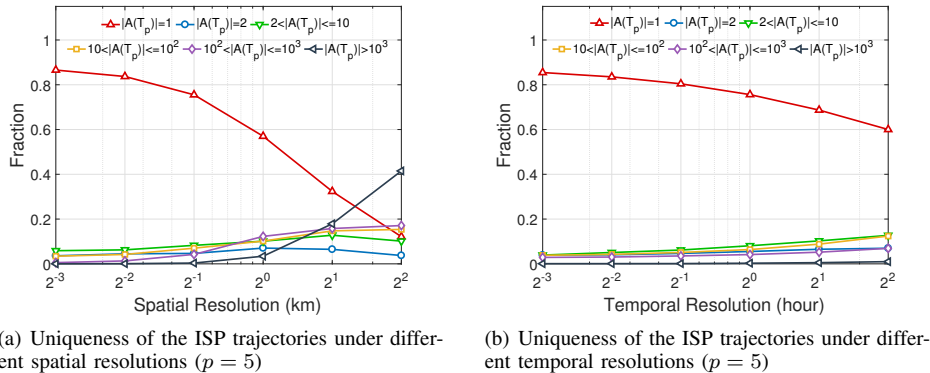 |A(T_p)|=1 |A(T_p)|=2 2<|A(T_p)|<=10
10<|A(T_p)|<=10^2 10^2<|A(T_p)|<=10^3 |A(T_p)|>10^3
1
0.8
0.6
0.4
0.2
0
Fraction
2^-3 2^-2 2^-1 2^0 2^1 2^2
Spatial Resolution (km)
(a) Uniqueness of the ISP trajectories under differ-
ent spatial resolutions (p = 5)
|A(T_p)|=1 |A(T_p)|=2 2<|A(T_p)|<=10
10<|A(T_p)|<=10^2 10^2<|A(T_p)|<=10^3 |A(T_p)|>10^3
1
0.8
0.6
0.4
0.2
0
Fraction
2^-3 2^-2 2^-1 2^0 2^1 2^2
Temporal Resolution (hour)
(b) Uniqueness of the ISP trajectories under differ-
ent temporal resolutions (p = 5)